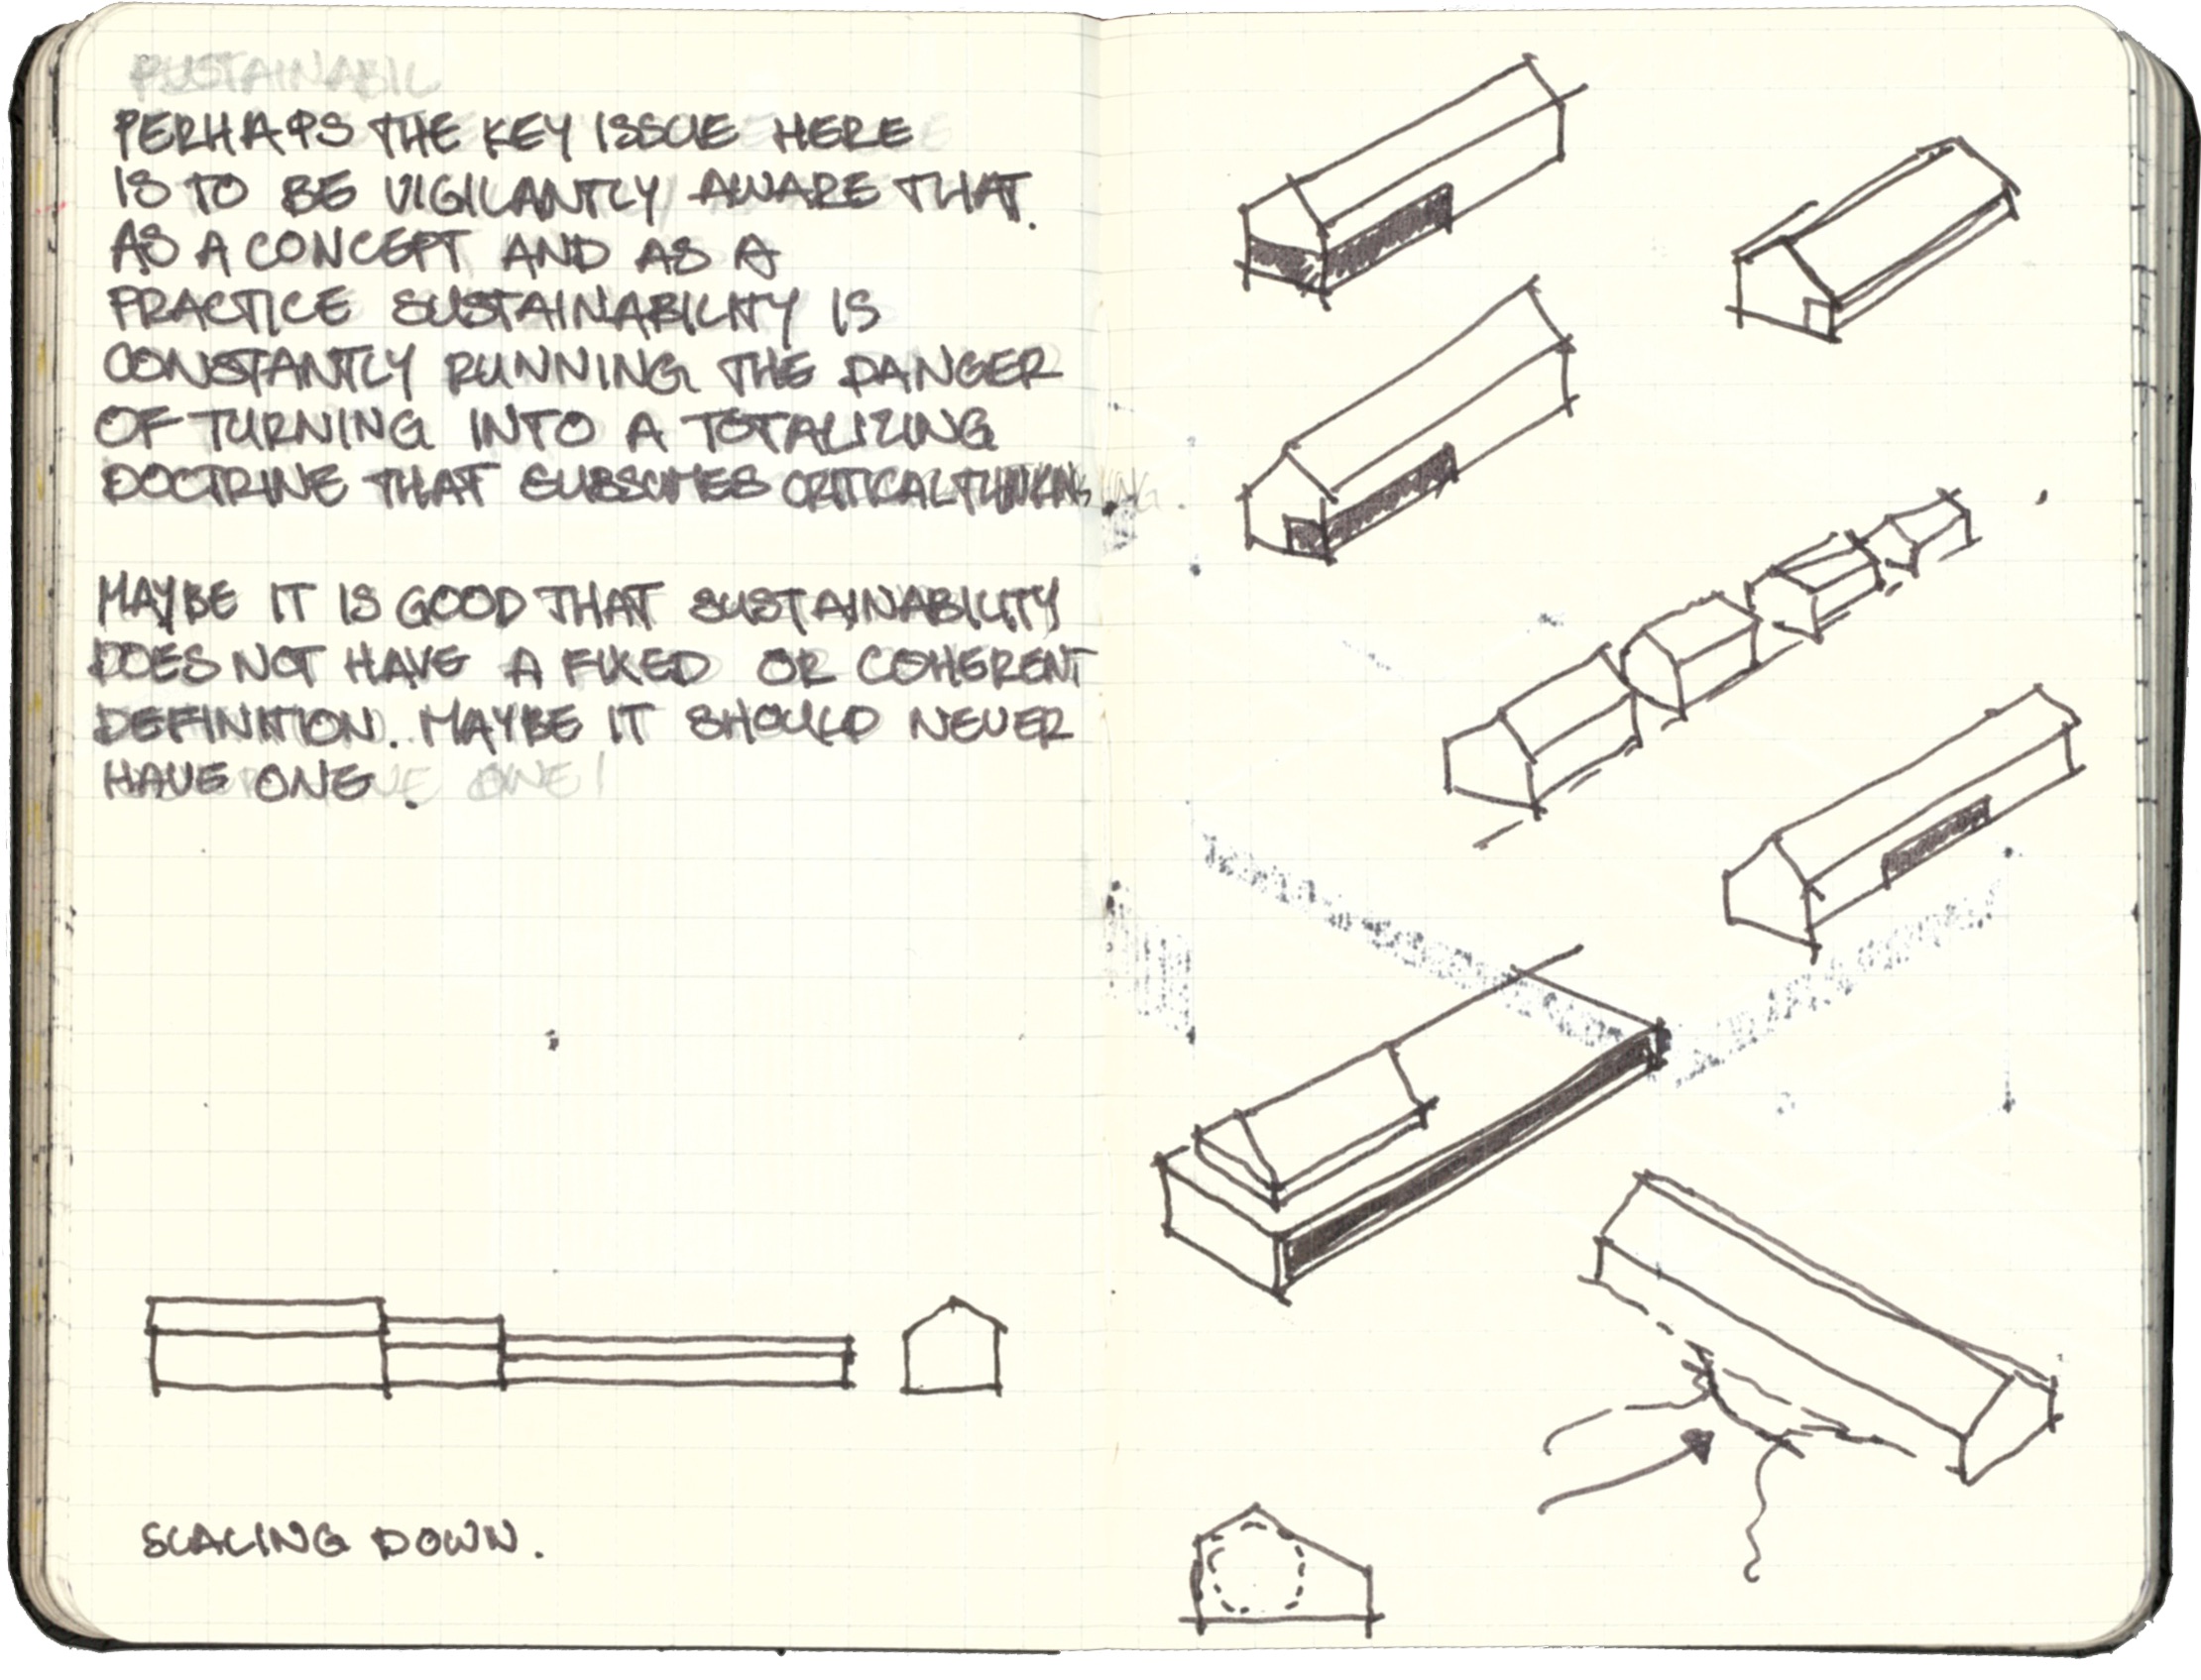 SUSTAINABIL
PERHAPS THE KEY ISSUE HERE
IS TO BE VIGILANTLY AWARE THAT
AS A CONCEPT AND AS A
PRACTICE SUSTAINABILITY IS
CONSTANTLY RUNNING THE DANGER
OF TURNING INTO A TOTALIZING
DOCTRINE THAT SUBSUMES CRITICAL THINKING
MAYBE IT IS GOOD THAT SUSTAINABILITY
DOES NOT HAVE A FIXED OR COHERENT
DEFINITION. MAYBE IT SHOULD NEVER
HAVE ONE.
SCALING DOWN.